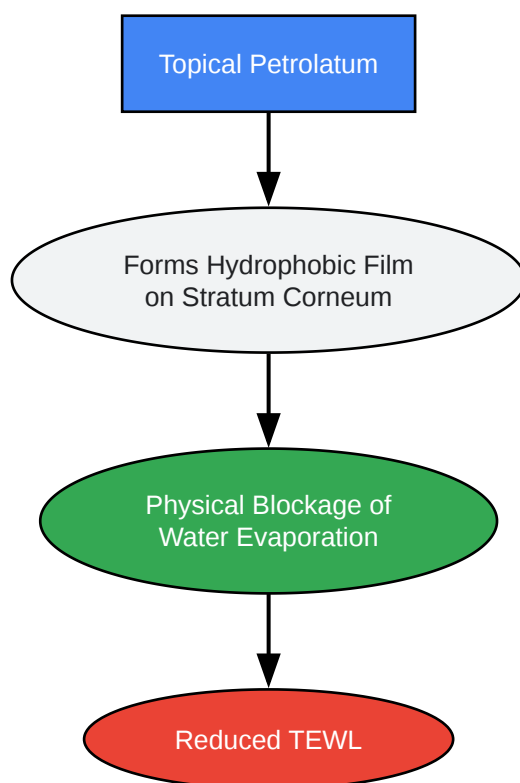 Topical Petrolatum
Forms Hydrophobic Film
on Stratum Corneum
Physical Blockage of
Water Evaporation
Reduced TEWL